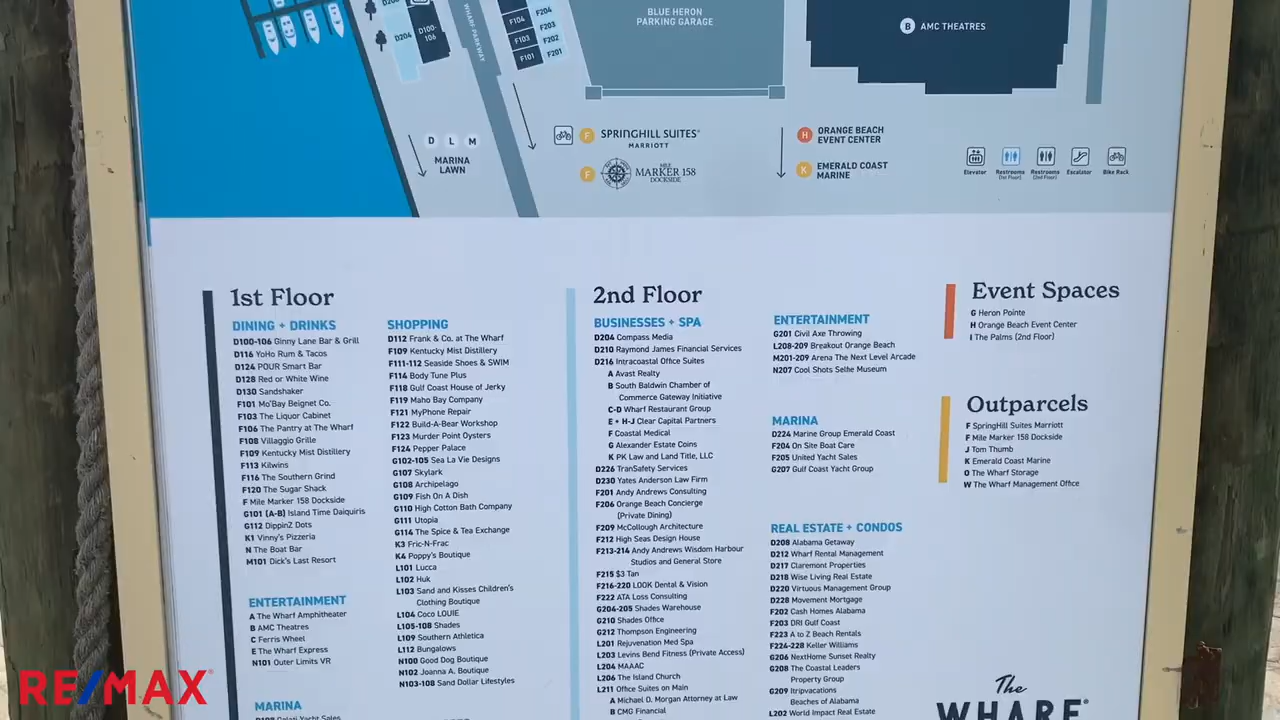 D206
D204
D100-
106
WHARF PARKWAY
F104
F103
F101
F204
F203
F202
F201
BLUE HERON
PARKING GARAGE
B AMC THEATRES
D L M
MARINA
LAWN
F SPRINGHILL SUITES®
MARRIOTT
F MILE
MARKER 158
DOCKSIDE
H ORANGE BEACH
EVENT CENTER
K EMERALD COAST
MARINE
Elevator
Restrooms
(1st Floor)
Restrooms
(2nd Floor)
Escalator
Bike Rack
1st Floor
DINING + DRINKS
D100-106 Ginny Lane Bar & Grill
D116 YoHo Rum & Tacos
D124 POUR Smart Bar
D128 Red or White Wine
D130 Sandshaker
F101 Mo'Bay Beignet Co.
F103 The Liquor Cabinet
F106 The Pantry at The Wharf
F108 Villaggio Grille
F109 Kentucky Mist Distillery
F113 Kilwins
F116 The Southern Grind
F120 The Sugar Shack
F Mile Marker 158 Dockside
G101 (A-B) Island Time Daiquiris
G112 DippinZ Dots
K1 Vinny's Pizzeria
N The Boat Bar
M101 Dick's Last Resort
ENTERTAINMENT
A The Wharf Amphitheater
B AMC Theatres
C Ferris Wheel
E The Wharf Express
N101 Outer Limits VR
MARINA
D108 Galati Yacht Sales
SHOPPING
D112 Frank & Co. at The Wharf
F109 Kentucky Mist Distillery
F111-112 Seaside Shoes & SWIM
F114 Body Tune Plus
F118 Gulf Coast House of Jerky
F119 Maho Bay Company
F121 MyPhone Repair
F122 Build-A-Bear Workshop
F123 Murder Point Oysters
F124 Pepper Palace
G102-105 Sea La Vie Designs
G107 Skylark
G108 Archipelago
G109 Fish On A Dish
G110 High Cotton Bath Company
G111 Utopia
G114 The Spice & Tea Exchange
K3 Fric-N-Frac
K4 Poppy's Boutique
L101 Lucca
L102 Huk
L103 Sand and Kisses Children's
Clothing Boutique
L104 Coco LOUIE
L105-108 Shades
L109 Southern Athletica
L112 Bungalows
N100 Good Dog Boutique
N102 Joanna A. Boutique
N103-108 Sand Dollar Lifestyles
2nd Floor
BUSINESSES + SPA
D204 Compass Media
D210 Raymond James Financial Services
D216 Intracoastal Office Suites
A Avast Realty
B South Baldwin Chamber of
Commerce Gateway Initiative
C-D Wharf Restaurant Group
E + H-J Clear Capital Partners
F Coastal Medical
G Alexander Estate Coins
K PK Law and Land Title, LLC
D226 TranSafety Services
D230 Yates Anderson Law Firm
F201 Andy Andrews Consulting
F206 Orange Beach Concierge
(Private Dining)
F209 McCollough Architecture
F212 High Seas Design House
F213-214 Andy Andrews Wisdom Harbour
Studios and General Store
F215 $3 Tan
F216-220 LOOK Dental & Vision
F222 ATA Loss Consulting
G204-205 Shades Warehouse
G210 Shades Office
G212 Thompson Engineering
L201 Rejuvenation Med Spa
L203 Levins Bend Fitness (Private Access)
L204 MAAAC
L206 The Island Church
L211 Office Suites on Main
A Michael D. Morgan Attorney at Law
B CMG Financial
ENTERTAINMENT
G201 Civil Axe Throwing
L208-209 Breakout Orange Beach
M201-209 Arena The Next Level Arcade
N207 Cool Shots Selfie Museum
MARINA
D224 Marine Group Emerald Coast
F204 On Site Boat Care
F205 United Yacht Sales
G207 Gulf Coast Yacht Group
REAL ESTATE + CONDOS
D208 Alabama Getaway
D212 Wharf Rental Management
D217 Claremont Properties
D218 Wise Living Real Estate
D220 Virtuous Management Group
D228 Movement Mortgage
F202 Cash Homes Alabama
F203 DRI Gulf Coast
F223 A to Z Beach Rentals
F224-228 Keller Williams
G206 NextHome Sunset Realty
G208 The Coastal Leaders
Property Group
G209 Itripvacations
Beaches of Alabama
L202 World Impact Real Estate
Event Spaces
G Heron Pointe
H Orange Beach Event Center
I The Palms (2nd Floor)
Outparcels
F SpringHill Suites Marriott
F Mile Marker 158 Dockside
J Tom Thumb
K Emerald Coast Marine
O The Wharf Storage
W The Wharf Management Office
The
WHARF®
RE/MAX®